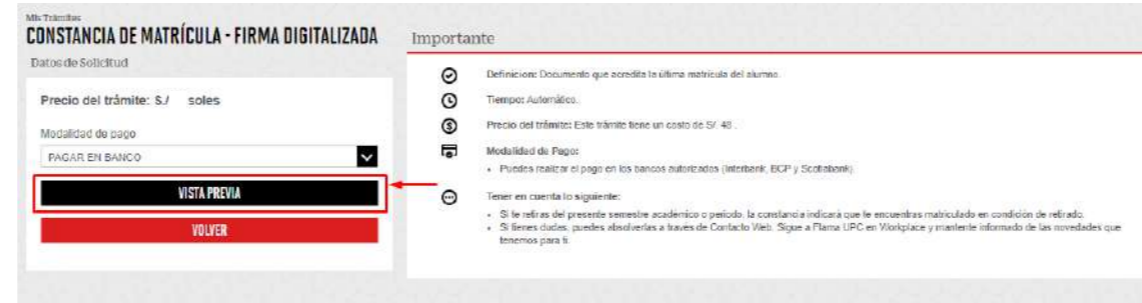 Mis Trámites
CONSTANCIA DE MATRÍCULA - FIRMA DIGITALIZADA
Datos de Solicitud
Precio del trámite: S./ soles
Modalidad de pago
PAGAR EN BANCO
VISTA PREVIA
VOLVER
Importante
Definicion: Documento que acredita la última matrícula del alumno.
Tiempo: Automático.
Precio del trámite: Este trámite tiene un costo de S/. 48 .
Modalidad de Pago:
Puedes realizar el pago en los bancos autorizados (Interbank, BCP y Scotiabank).
Tener en cuenta lo siguiente:
Si te retiras del presente semestre académico o periodo, la constancia indicará que te encuentras matriculado en condición de retirado.
Si tienes dudas, puedes absolverlas a través de Contacto Web. Sigue a Flama UPC en Workplace y mantente informado de las novedades que
tenemos para ti.